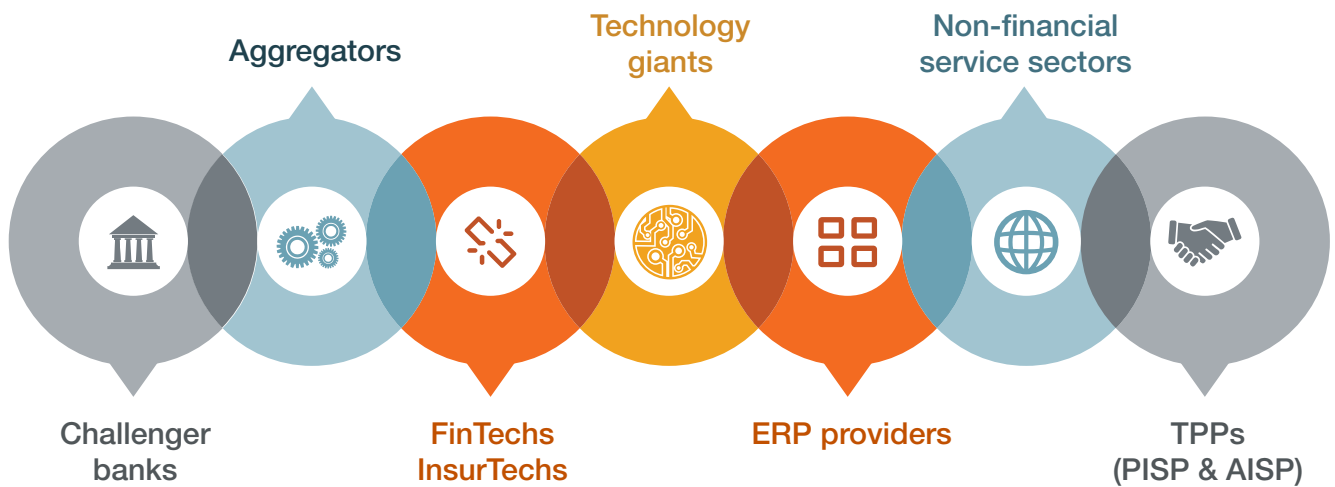 Aggregators
Technology
giants
Non-financial
service sectors
Challenger
banks
FinTechs
InsurTechs
ERP providers
TPPs
(PISP & AISP)